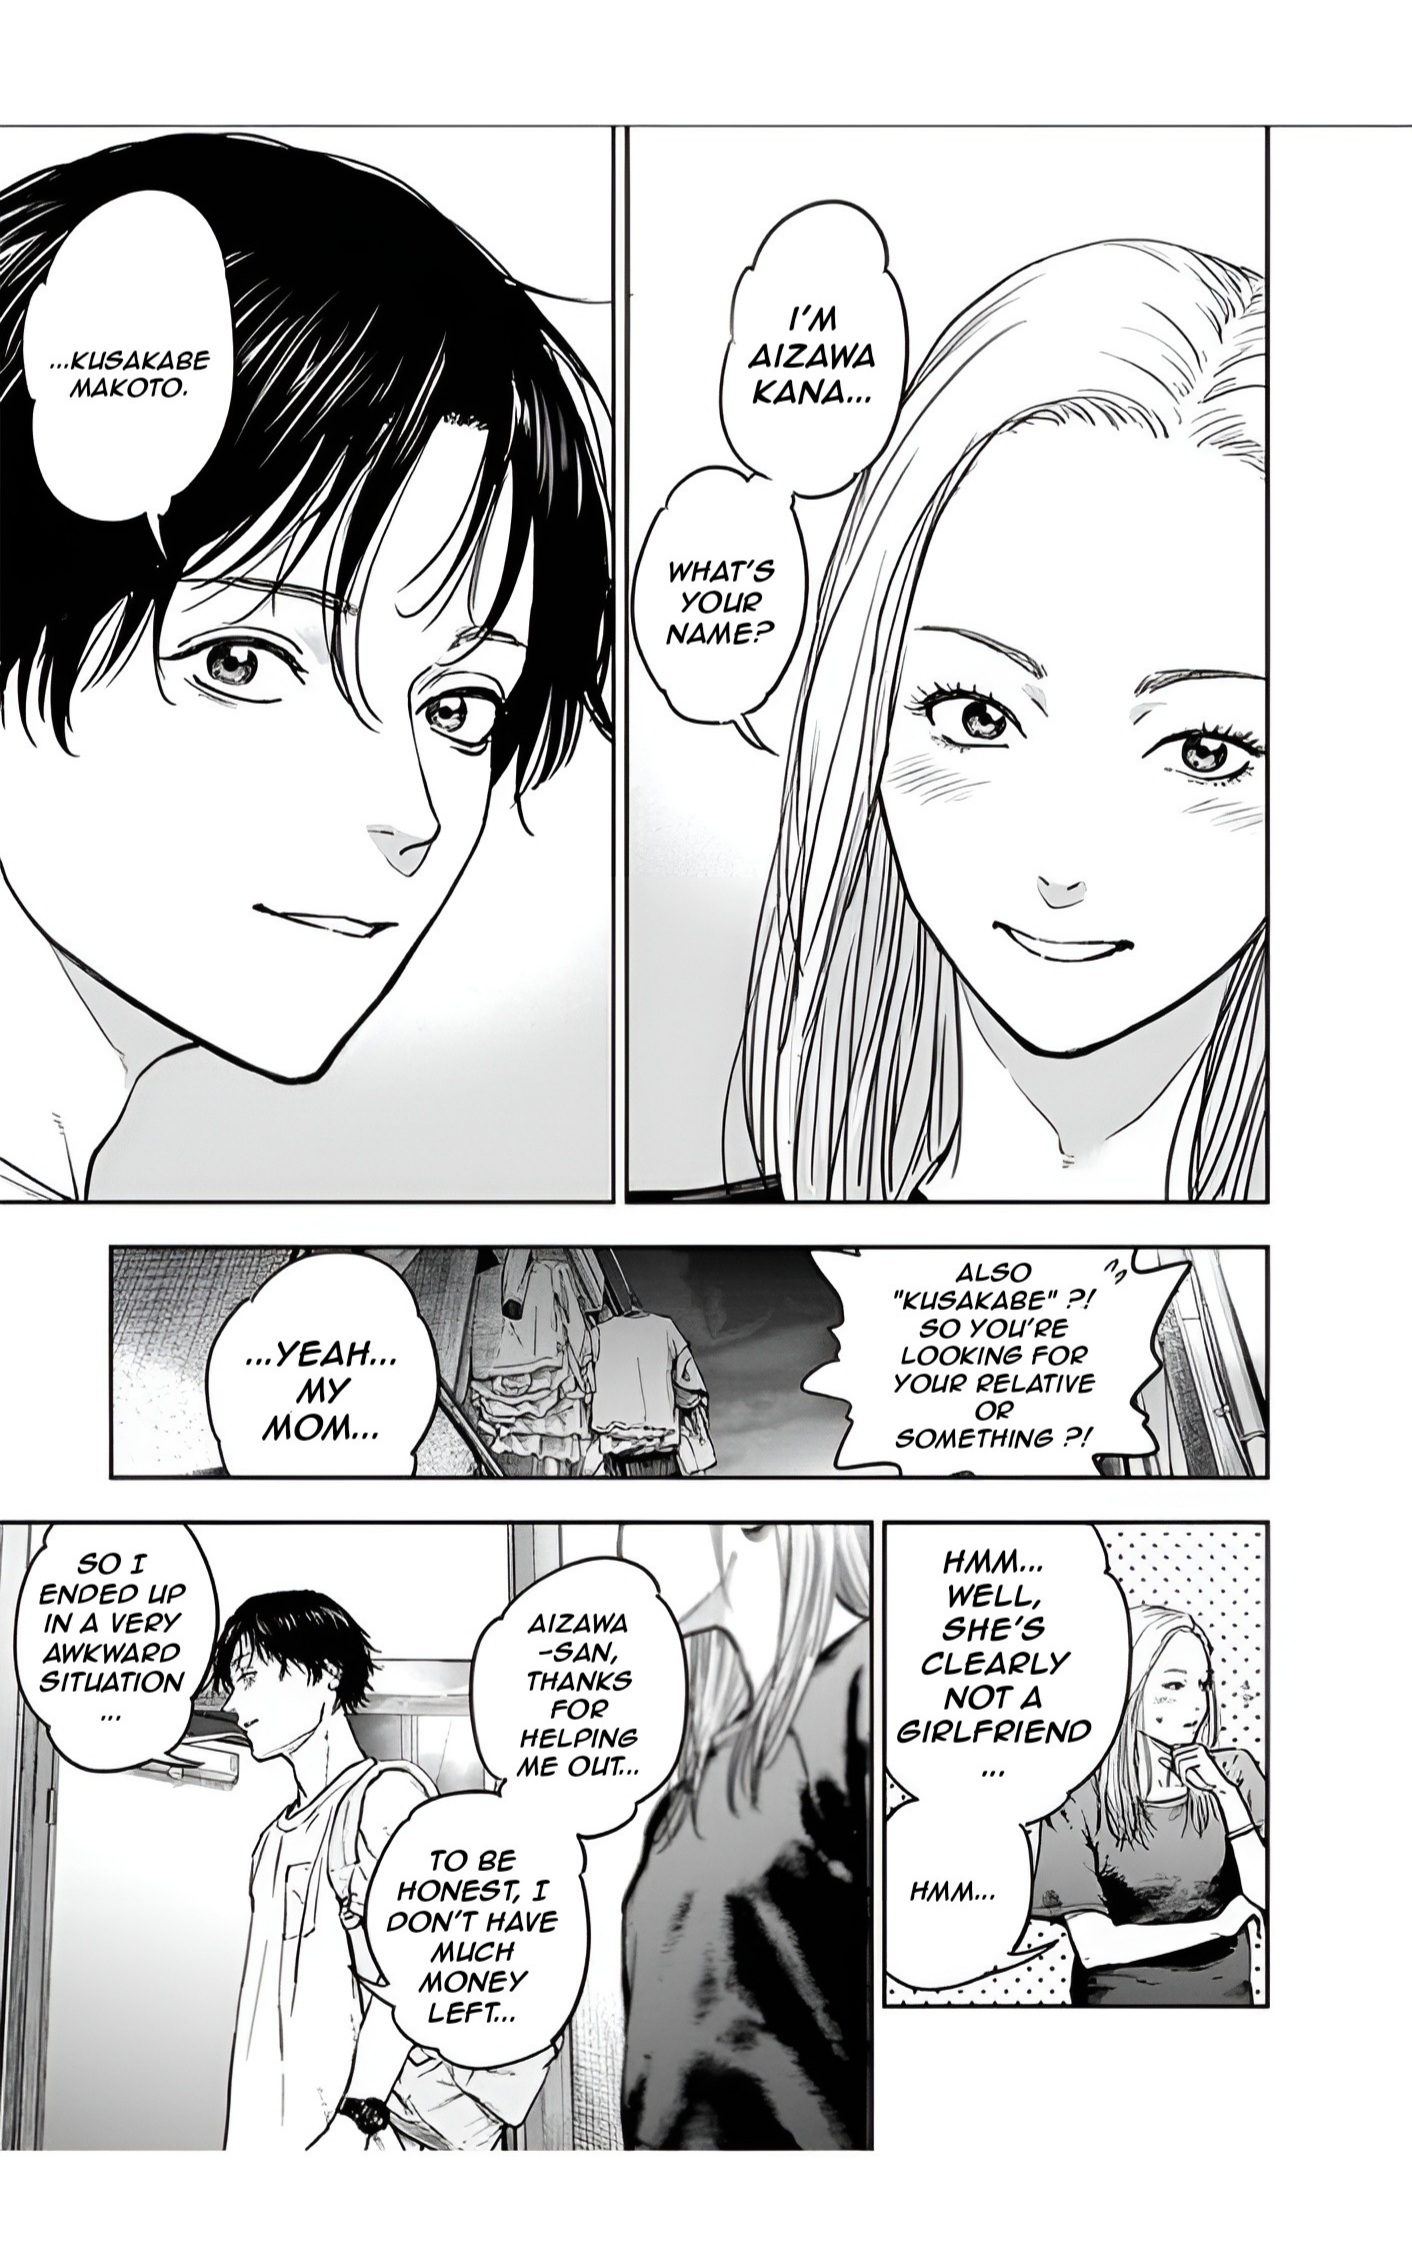 I'M
AIZAWA
KANA...
WHAT'S
YOUR
NAME?
...KUSAKABE
MAKOTO.
ALSO
"KUSAKABE" ?!
SO YOU'RE
LOOKING FOR
YOUR RELATIVE
OR
SOMETHING ?!
...YEAH...
MY
MOM...
HMM...
WELL,
SHE'S
CLEARLY
NOT A
GIRLFRIEND
...
HMM...
AIZAWA
-SAN,
THANKS
FOR
HELPING
ME OUT...
TO BE
HONEST, I
DON'T HAVE
MUCH
MONEY
LEFT...
SO I
ENDED UP
IN A VERY
AWKWARD
SITUATION
...